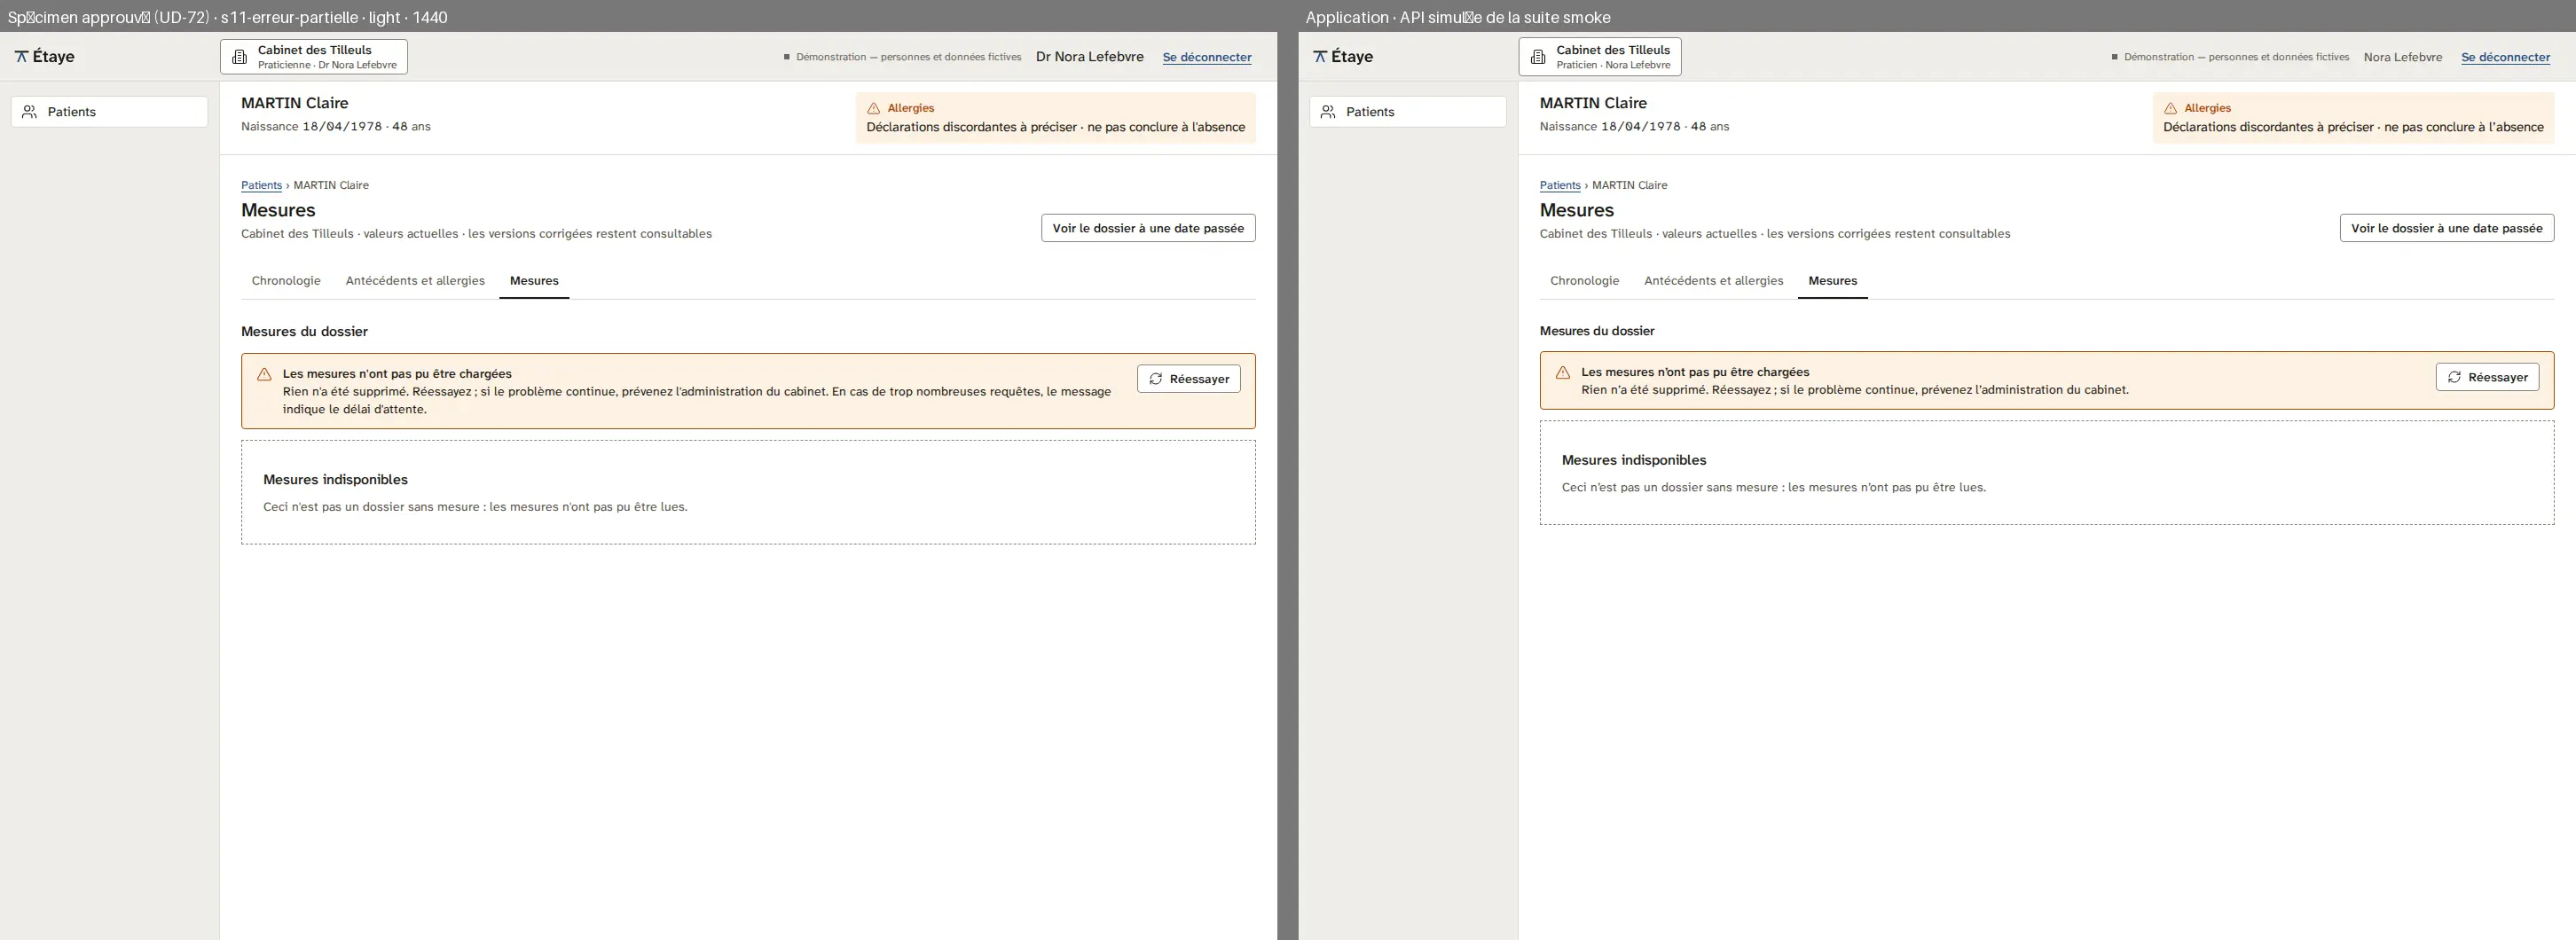 Sp□cimen approuv□ (UD-72) · s11-erreur-partielle · light · 1440
Étaye
Cabinet des Tilleuls
Praticienne · Dr Nora Lefebvre
Démonstration — personnes et données fictives
Dr Nora Lefebvre
Se déconnecter
Patients
MARTIN Claire
Naissance 18/04/1978 · 48 ans
Allergies
Déclarations discordantes à préciser · ne pas conclure à l'absence
Patients › MARTIN Claire
Mesures
Cabinet des Tilleuls · valeurs actuelles · les versions corrigées restent consultables
Voir le dossier à une date passée
Chronologie
Antécédents et allergies
Mesures
Mesures du dossier
Les mesures n'ont pas pu être chargées
Rien n'a été supprimé. Réessayez ; si le problème continue, prévenez l'administration du cabinet. En cas de trop nombreuses requêtes, le message
indique le délai d'attente.
Réessayer
Mesures indisponibles
Ceci n'est pas un dossier sans mesure : les mesures n'ont pas pu être lues.
Application · API simul□e de la suite smoke
Étaye
Cabinet des Tilleuls
Praticien · Nora Lefebvre
Démonstration — personnes et données fictives
Nora Lefebvre
Se déconnecter
Patients
MARTIN Claire
Naissance 18/04/1978 · 48 ans
Allergies
Déclarations discordantes à préciser · ne pas conclure à l’absence
Patients › MARTIN Claire
Mesures
Cabinet des Tilleuls · valeurs actuelles · les versions corrigées restent consultables
Voir le dossier à une date passée
Chronologie
Antécédents et allergies
Mesures
Mesures du dossier
Les mesures n’ont pas pu être chargées
Rien n’a été supprimé. Réessayez ; si le problème continue, prévenez l’administration du cabinet.
Réessayer
Mesures indisponibles
Ceci n’est pas un dossier sans mesure : les mesures n’ont pas pu être lues.